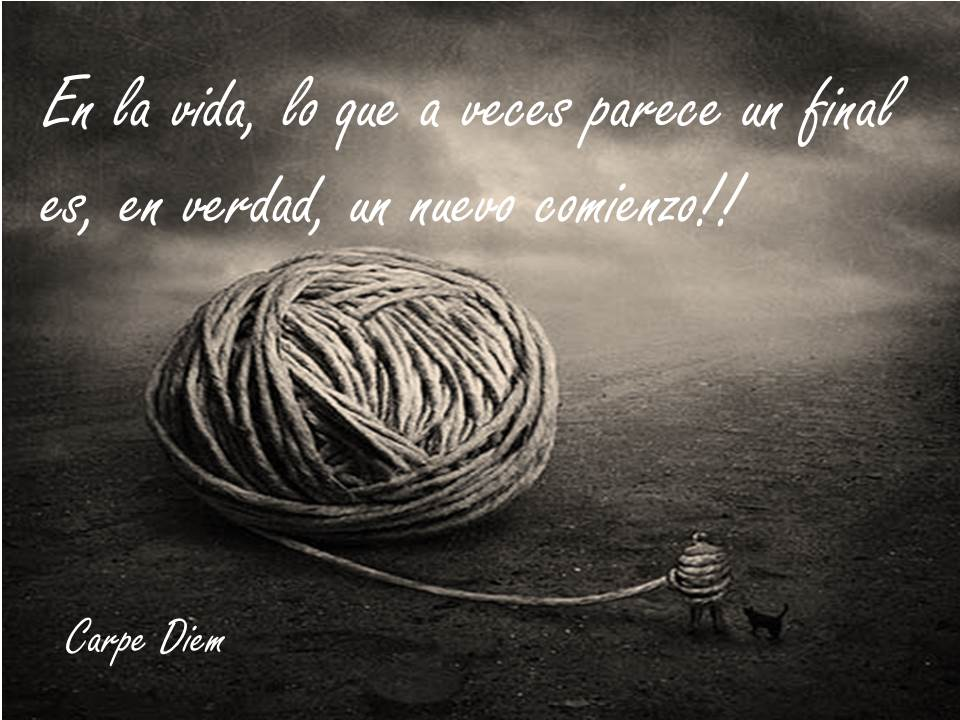 En la vida, lo que a veces parece un final
es, en verdad, un nuevo comienzo!!
Carpe Diem